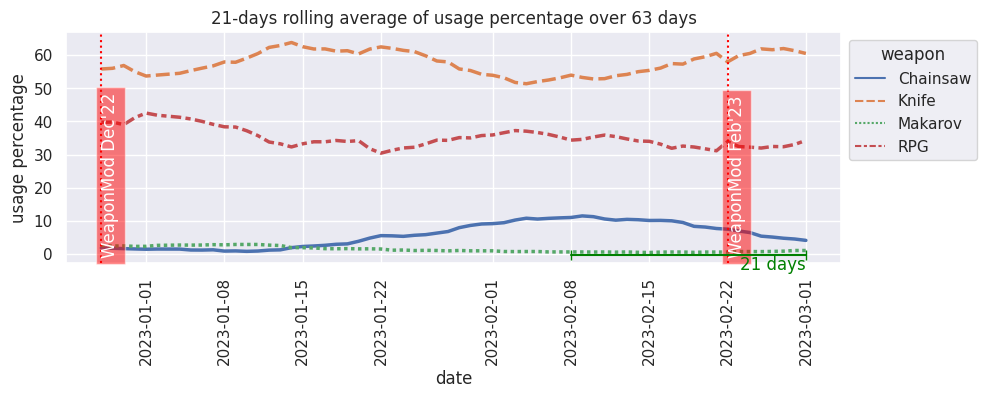 21-days rolling average of usage percentage over 63 days
usage percentage
60
50
40
30
20
10
0
WeaponMod Dec'22
WeaponMod Feb'23
21 days
2023-01-01
2023-01-08
2023-01-15
2023-01-22
2023-02-01
2023-02-08
2023-02-15
2023-02-22
2023-03-01
date
weapon
Chainsaw
Knife
Makarov
RPG